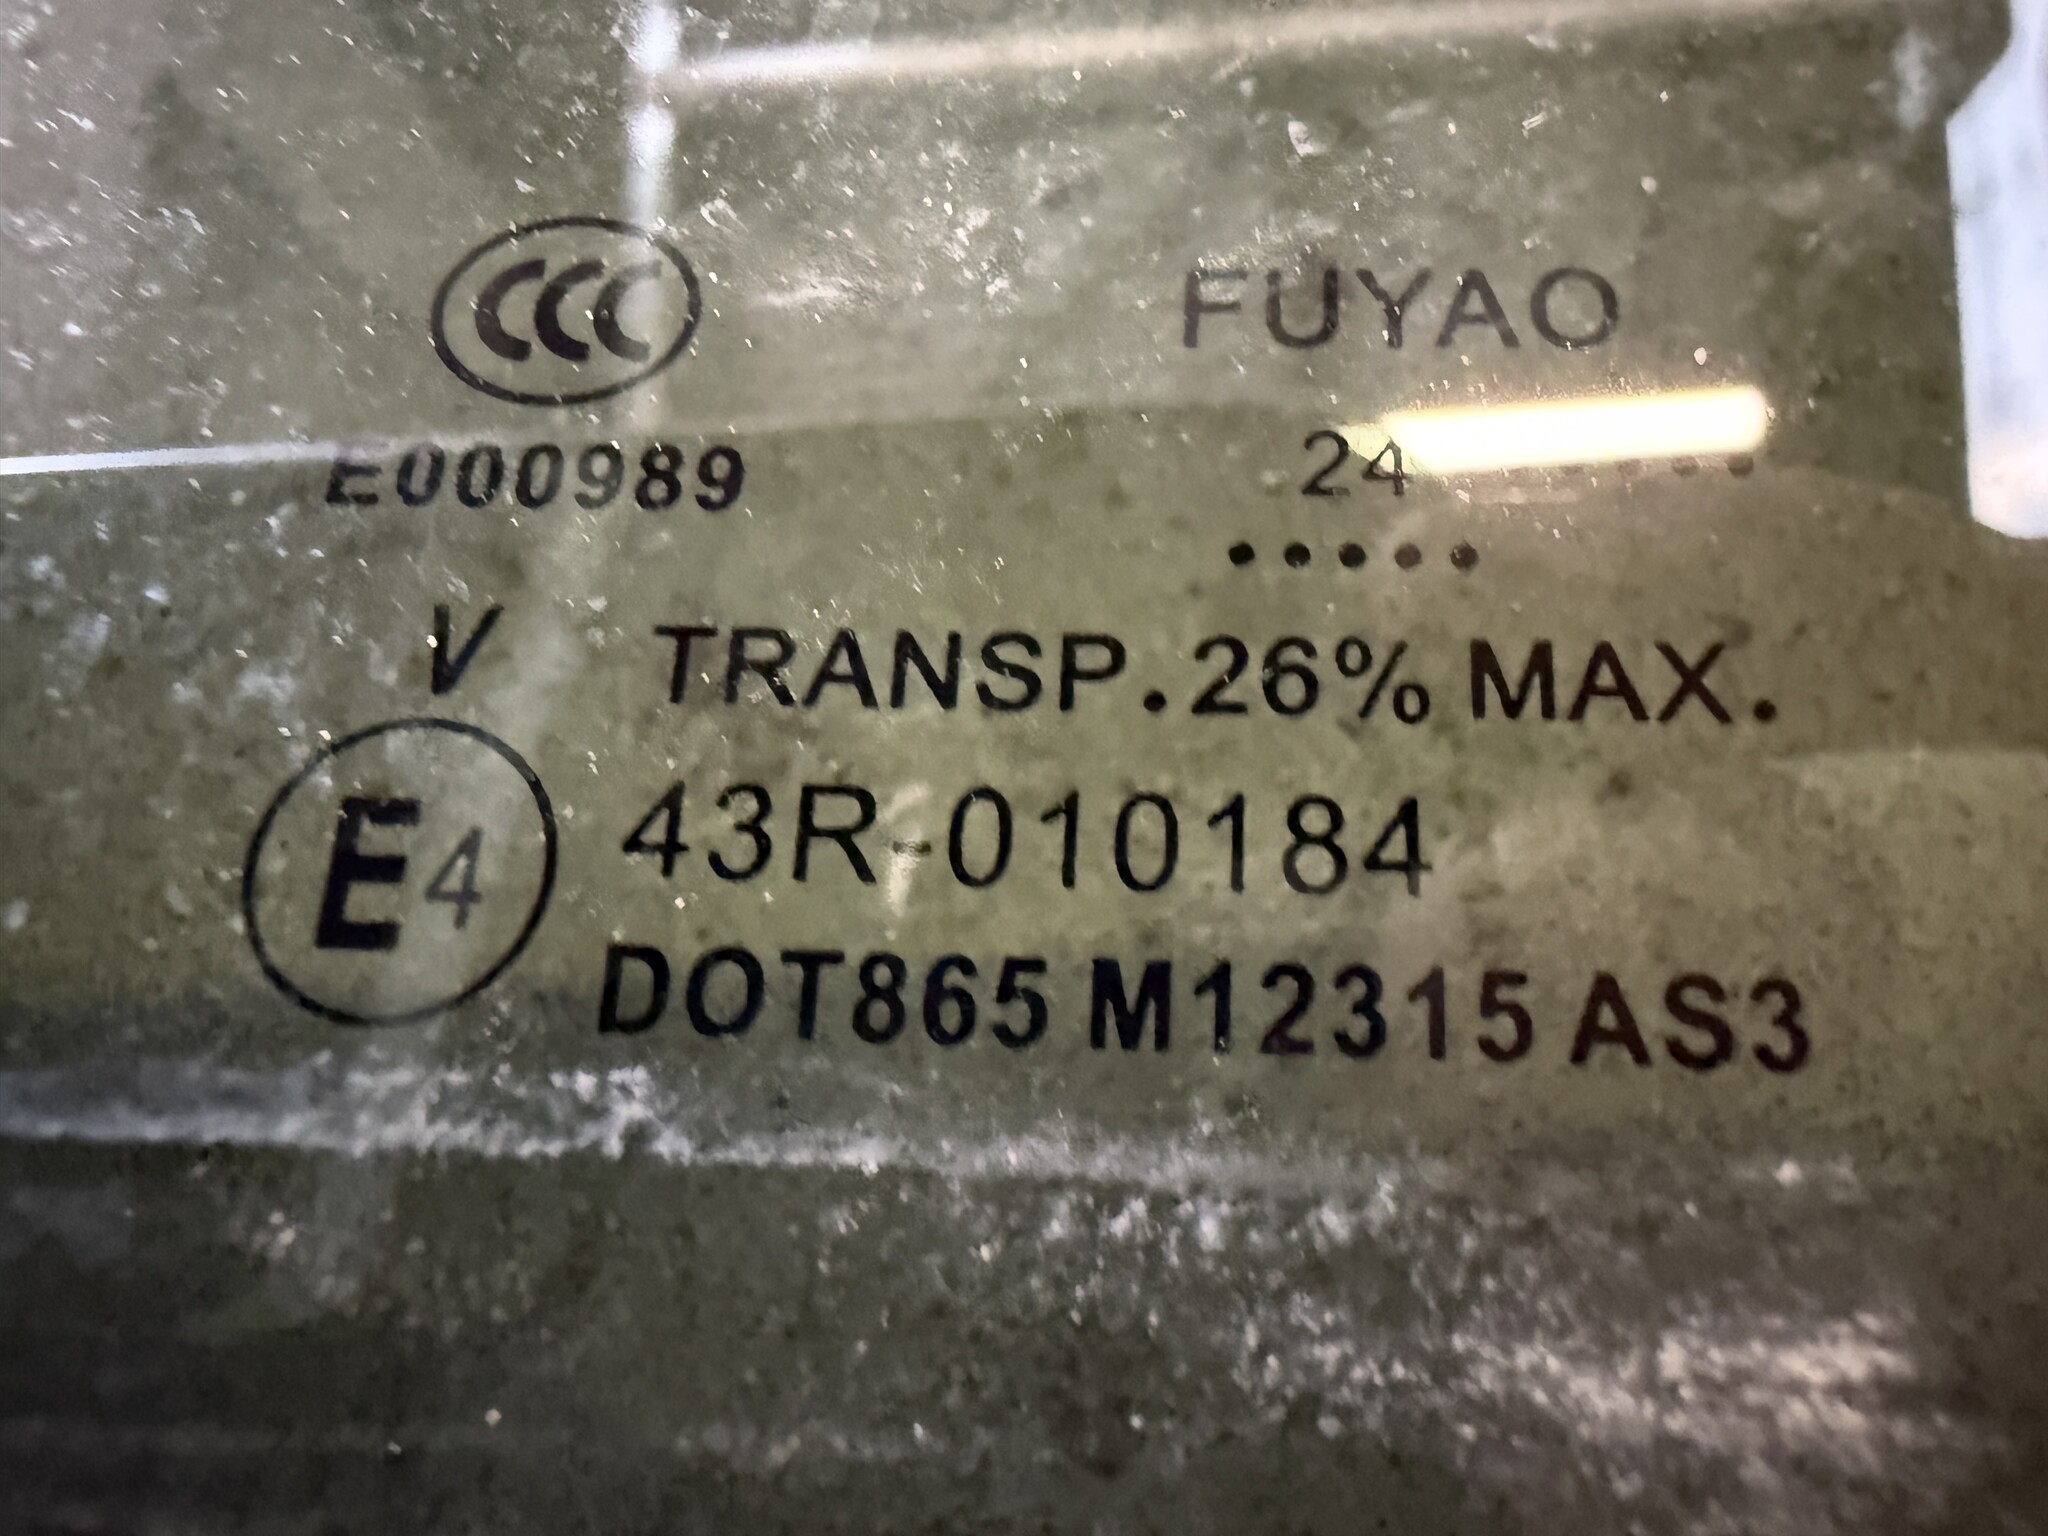 CCC FUYAO
E000989 24
V TRANSP.26% MAX.
E4 43R-010184
DOT865 M12315 AS3